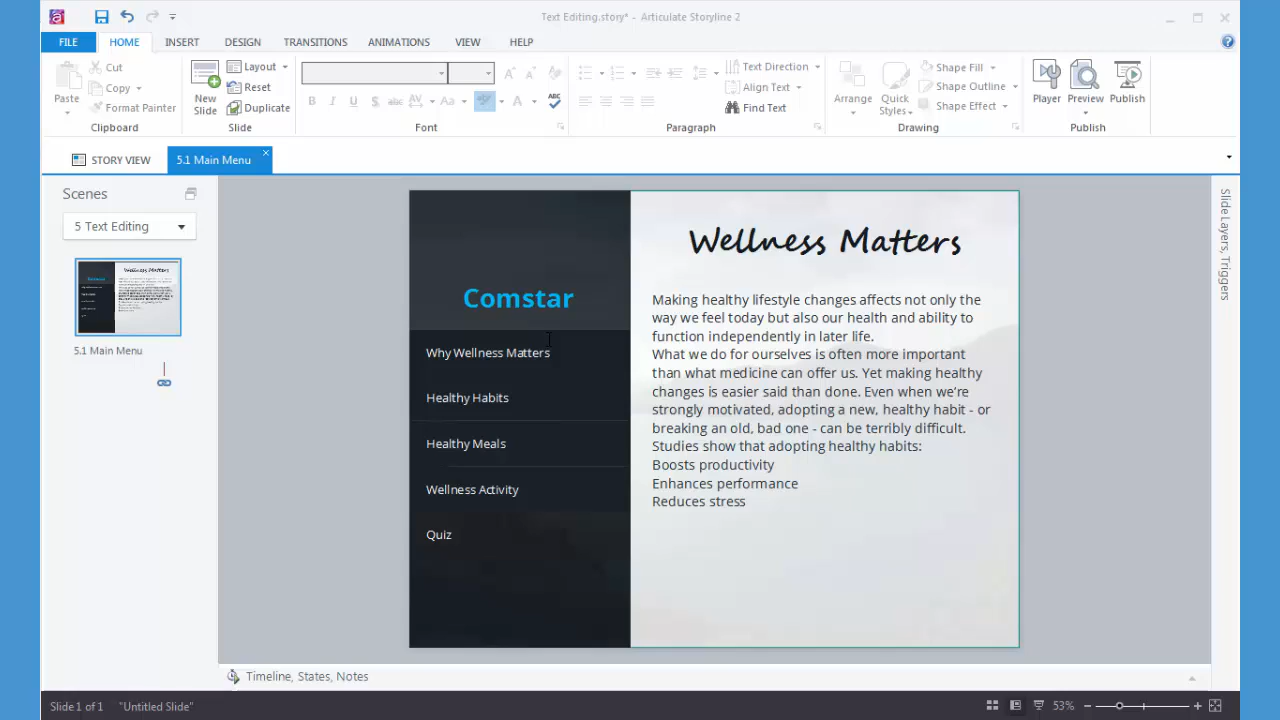 Text Editing.story* - Articulate Storyline 2
FILE HOME INSERT DESIGN TRANSITIONS ANIMATIONS VIEW HELP
Paste
Cut
Copy
Format Painter
Clipboard
New Slide
Layout
Reset
Duplicate
Slide
B I U S abc AV Aa A ABC
Font
Text Direction
Align Text
Find Text
Paragraph
Arrange
Quick Styles
Shape Fill
Shape Outline
Shape Effect
Drawing
Player
Preview
Publish
Publish
STORY VIEW
5.1 Main Menu
Scenes
5 Text Editing
5.1 Main Menu
Comstar
Why Wellness Matters
Healthy Habits
Healthy Meals
Wellness Activity
Quiz
Wellness Matters
Making healthy lifestyle changes affects not only the
way we feel today but also our health and ability to
function independently in later life.
What we do for ourselves is often more important
than what medicine can offer us. Yet making healthy
changes is easier said than done. Even when we’re
strongly motivated, adopting a new, healthy habit - or
breaking an old, bad one - can be terribly difficult.
Studies show that adopting healthy habits:
Boosts productivity
Enhances performance
Reduces stress
Slide Layers, Triggers
Timeline, States, Notes
Slide 1 of 1 "Untitled Slide" 53%